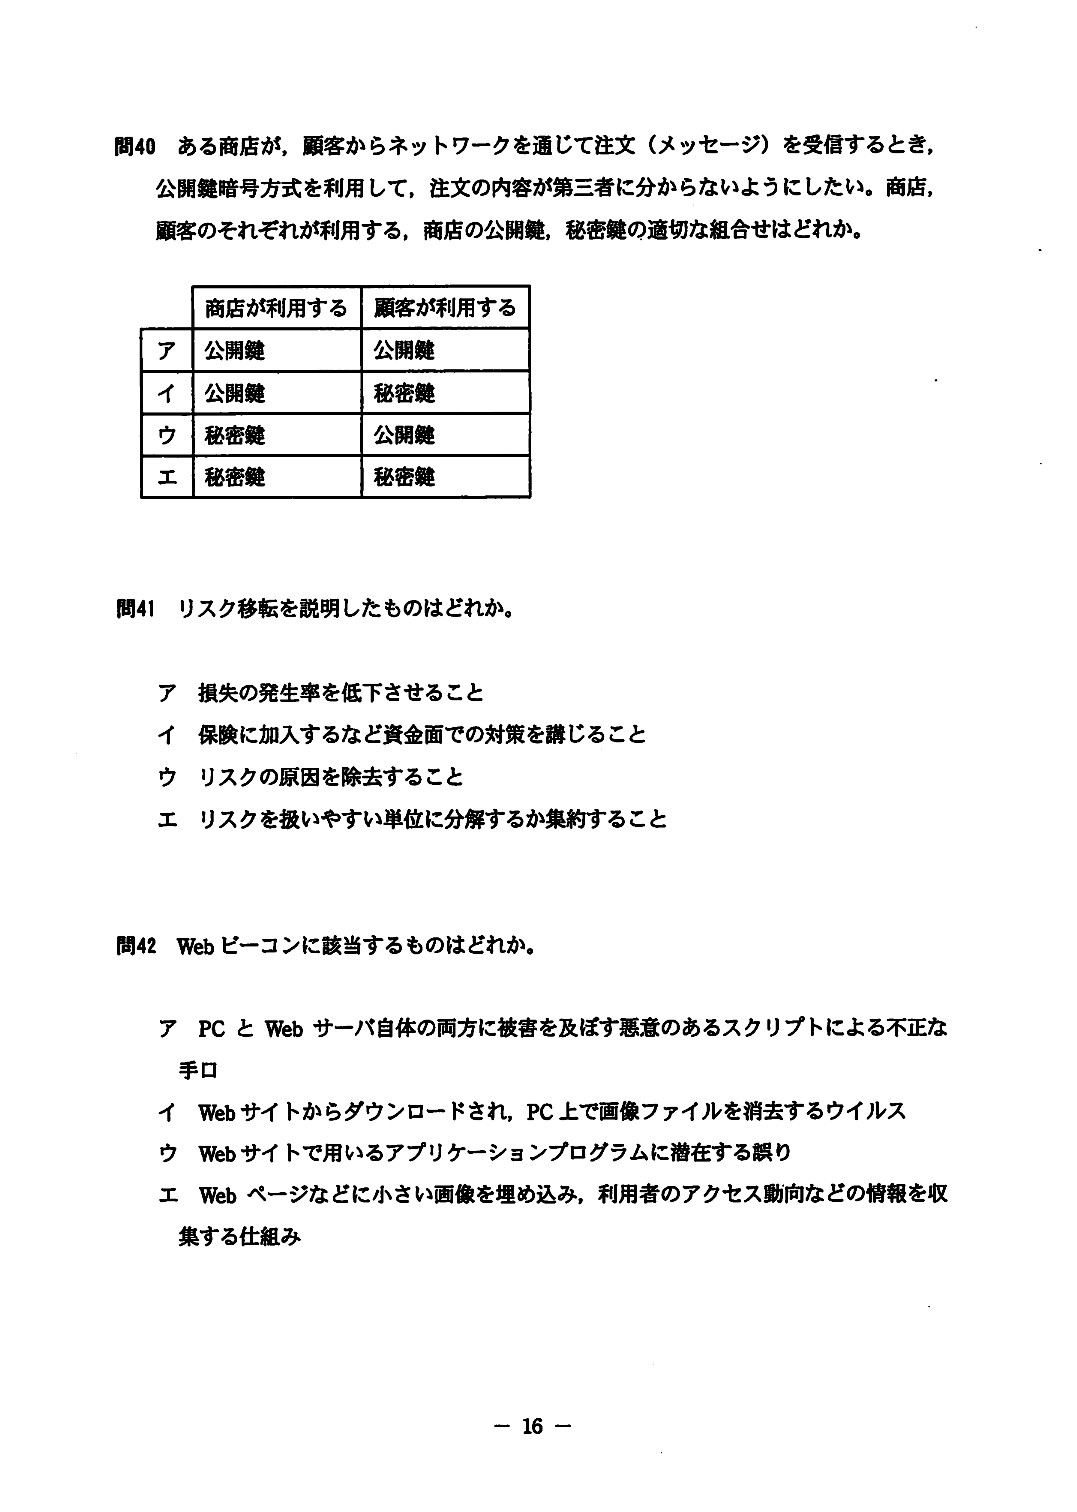 問40 ある商店が，顧客からネットワークを通じて注文（メッセージ）を受信するとき，
公開鍵暗号方式を利用して，注文の内容が第三者に分からないようにしたい。商店，
顧客のそれぞれが利用する，商店の公開鍵，秘密鍵の適切な組合せはどれか。
商店が利用する 顧客が利用する
ア 公開鍵 公開鍵
イ 公開鍵 秘密鍵
ウ 秘密鍵 公開鍵
エ 秘密鍵 秘密鍵
問41 リスク移転を説明したものはどれか。
ア 損失の発生率を低下させること
イ 保険に加入するなど資金面での対策を講じること
ウ リスクの原因を除去すること
エ リスクを扱いやすい単位に分解するか集約すること
問42 Web ビーコンに該当するものはどれか。
ア PC と Web サーバ自体の両方に被害を及ぼす悪意のあるスクリプトによる不正な
手口
イ Web サイトからダウンロードされ，PC 上で画像ファイルを消去するウイルス
ウ Web サイトで用いるアプリケーションプログラムに潜在する誤り
エ Web ページなどに小さい画像を埋め込み，利用者のアクセス動向などの情報を収
集する仕組み
― 16 ―